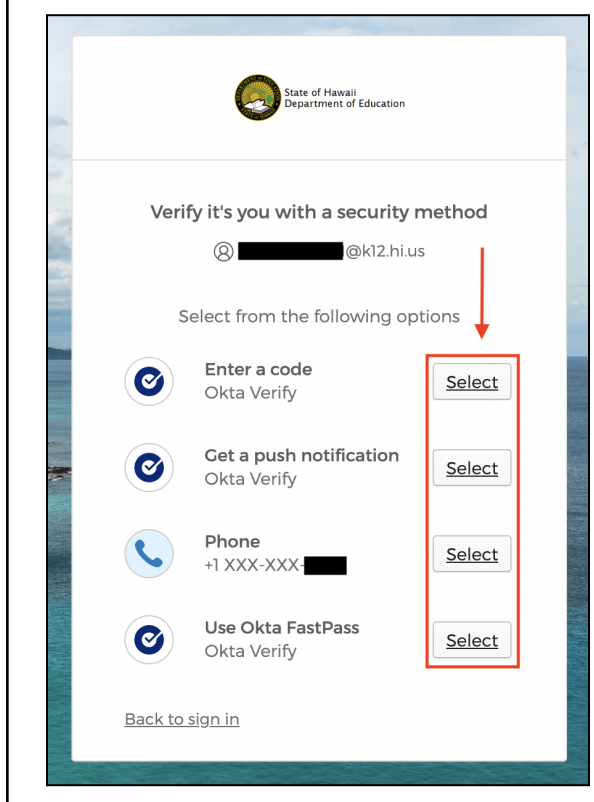 State of Hawaii
Department of Education
Verify it's you with a security method
@k12.hi.us
Select from the following options
Enter a code
Okta Verify
Select
Get a push notification
Okta Verify
Select
Phone
+1 XXX-XXX-
Select
Use Okta FastPass
Okta Verify
Select
Back to sign in